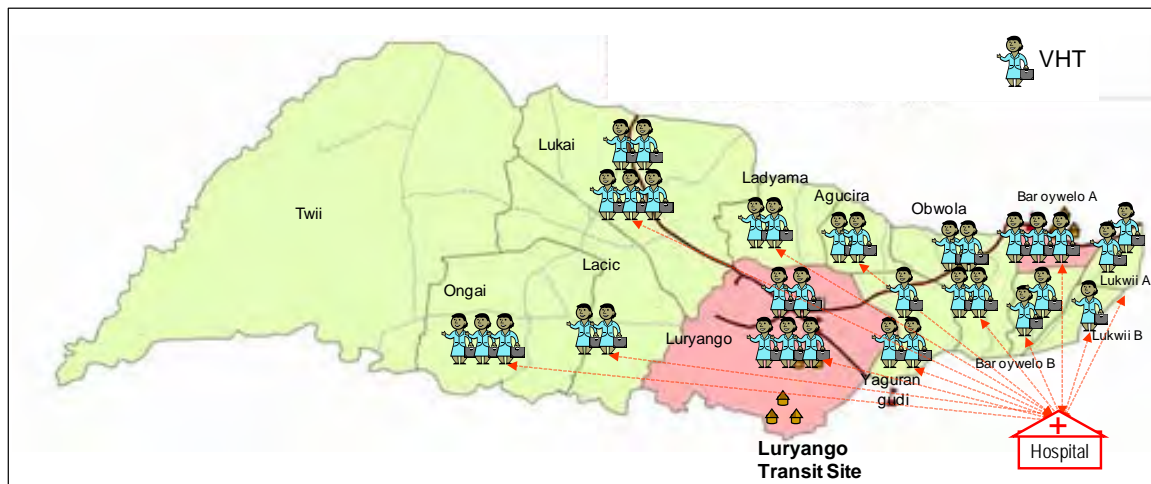 VHT
Lukai
Ladyama
Agucira
Bar oywelo A
Obwola
Twii
Lacic
Ongai
Lukwii A
Luryango
Lukwii B
Bar oywelo B
Yaguran
gudi
Luryango
Transit Site
Hospital